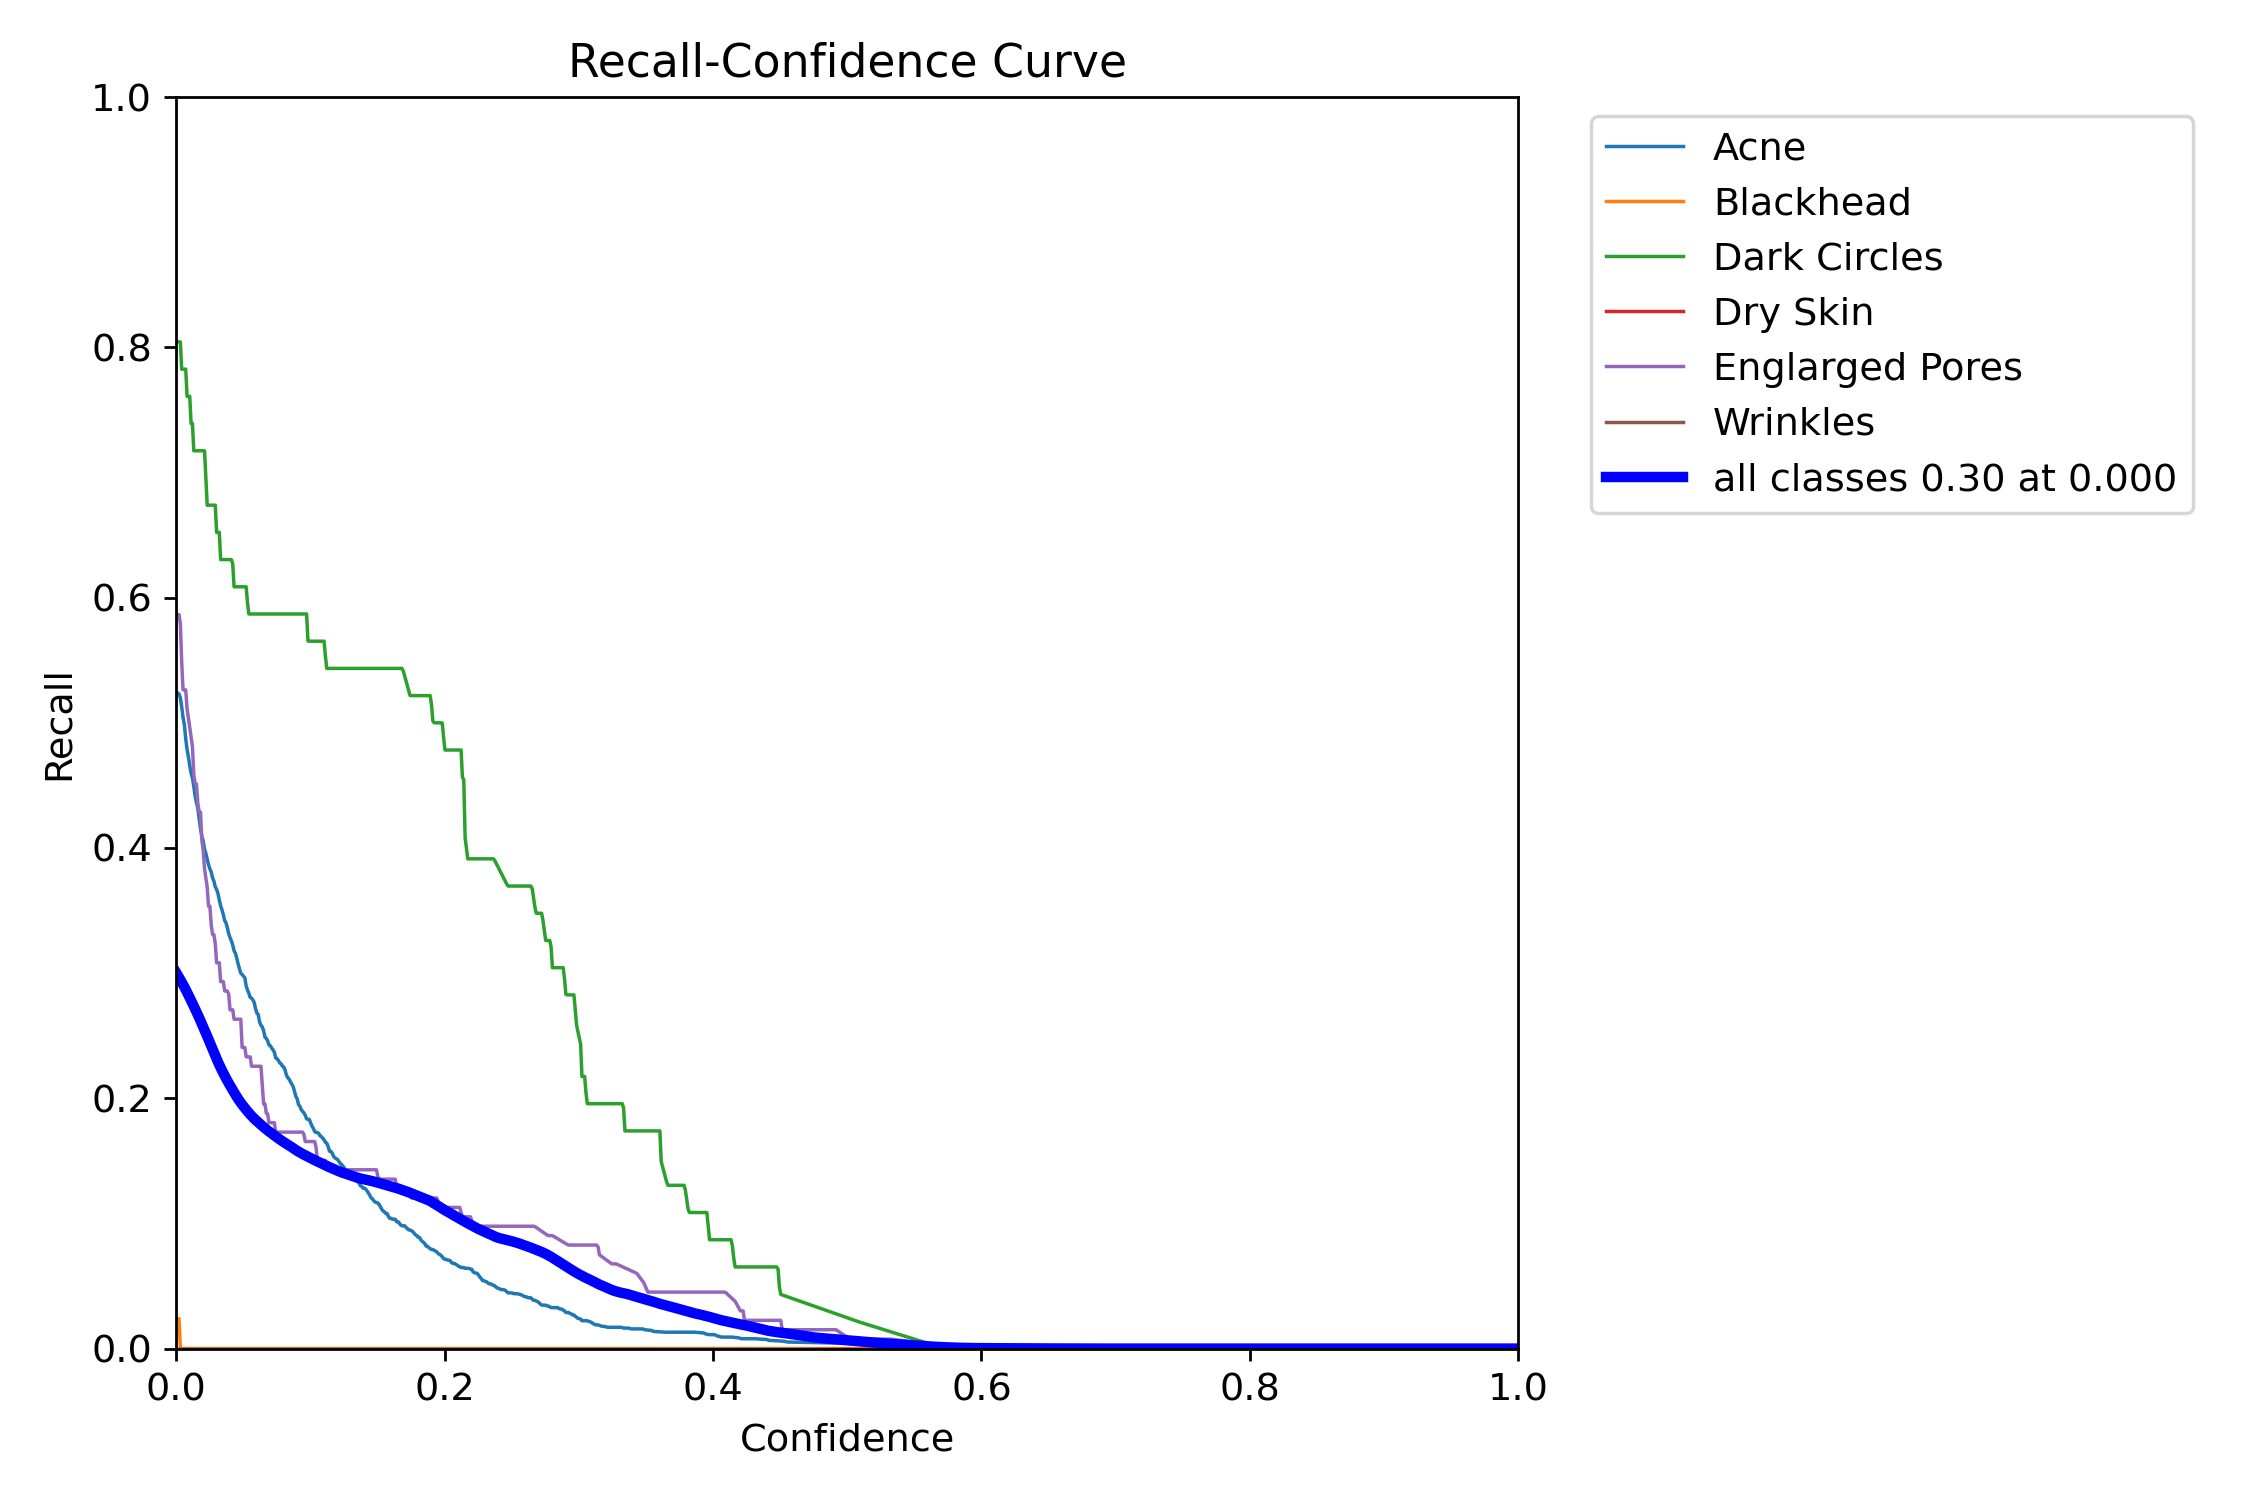 Recall-Confidence Curve
1.0
0.8
0.6
0.4
0.2
0.0
Recall
0.0 0.2 0.4 0.6 0.8 1.0
Confidence
Acne
Blackhead
Dark Circles
Dry Skin
Englarged Pores
Wrinkles
all classes 0.30 at 0.000